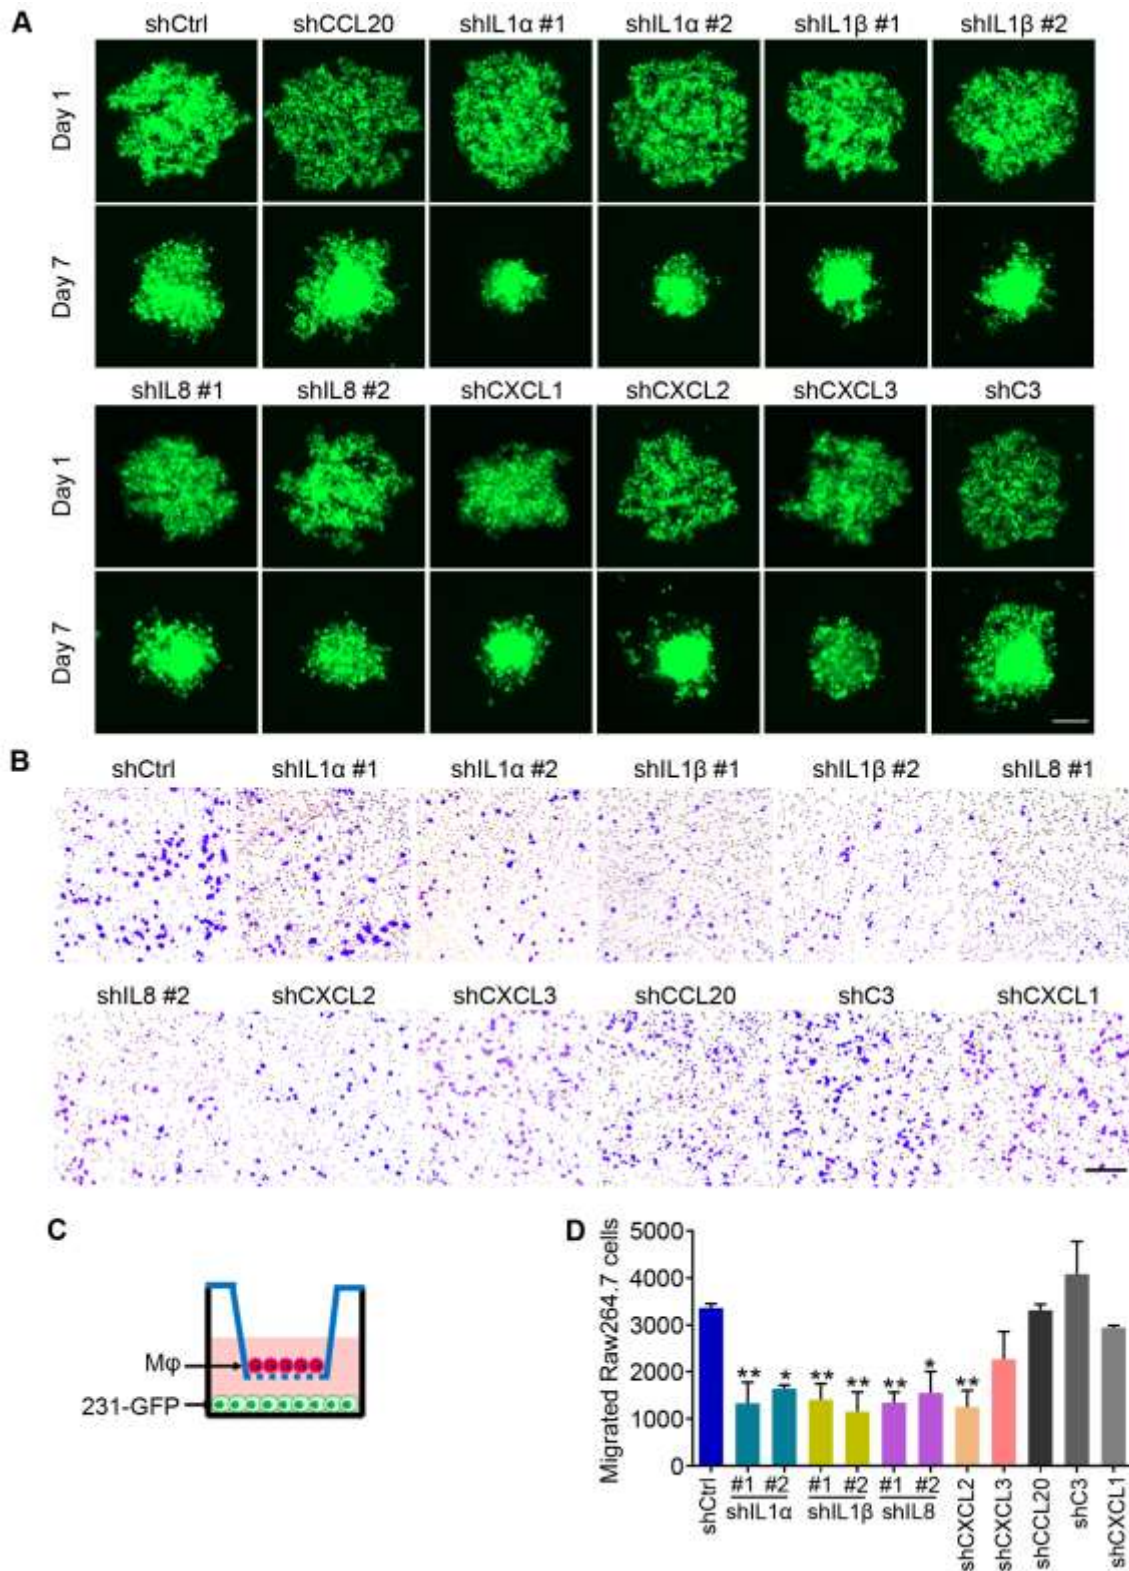 A
shCtrl shCCL20 shIL1α #1 shIL1α #2 shIL1β #1 shIL1β #2
Day 1
Day 7
shIL8 #1 shIL8 #2 shCXCL1 shCXCL2 shCXCL3 shC3
Day 1
Day 7
B
shCtrl shIL1α #1 shIL1α #2 shIL1β #1 shIL1β #2 shIL8 #1
shIL8 #2 shCXCL2 shCXCL3 shCCL20 shC3 shCXCL1
C
Mφ
231-GFP
D
Migrated Raw264.7 cells
5000
4000
3000
2000
1000
0
** * ** ** ** * **
#1 #2 #1 #2 #1 #2
shCtrl shIL1α shIL1β shIL8 shCXCL2 shCXCL3 shCCL20 shC3 shCXCL1